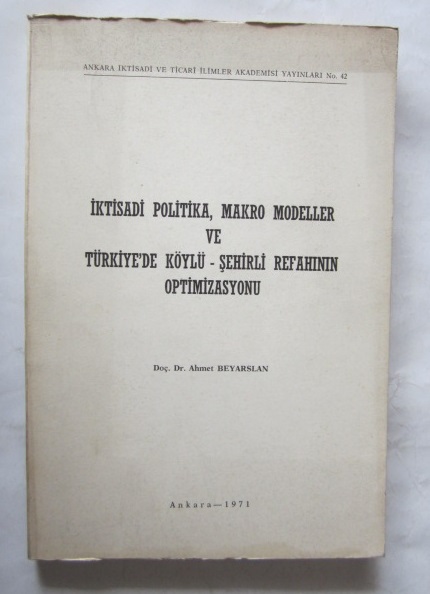 ANKARA İKTİSADİ VE TİCARİ İLİMLER AKADEMİSİ YAYINLARI No. 42
İKTİSADİ POLİTİKA, MAKRO MODELLER
VE
TÜRKİYE'DE KÖYLÜ - ŞEHİRLİ REFAHININ
OPTİMİZASYONU
Doç. Dr. Ahmet BEYARSLAN
Ankara—1971